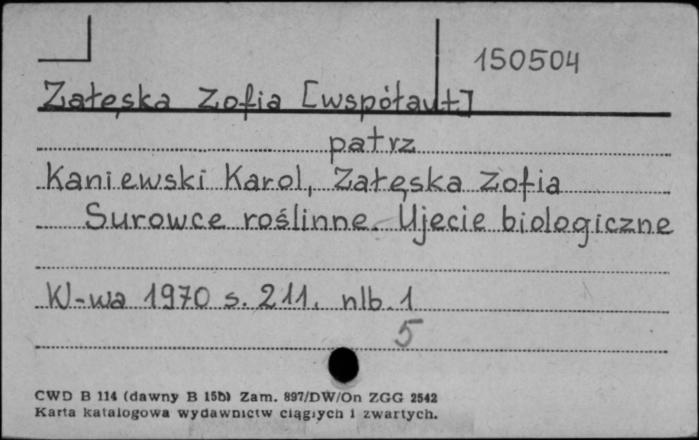 150504
Załęska Zofia [współaut]
patrz
Kaniewski Karol, Załęska Zofia
Surowce roślinne. Ujecie biologiczne
W-wa 1970 s. 211. nlb. 1
5
CWD B 114 (dawny B 15b) Zam. 897/DW/On ZGG 2542
Karta katalogowa wydawnictw ciągłych i zwartych.